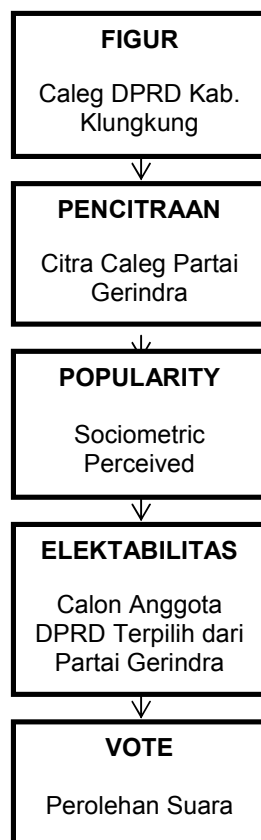 FIGUR
Caleg DPRD Kab.
Klungkung
PENCITRAAN
Citra Caleg Partai
Gerindra
POPULARITY
Sociometric
Perceived
ELEKTABILITAS
Calon Anggota
DPRD Terpilih dari
Partai Gerindra
VOTE
Perolehan Suara